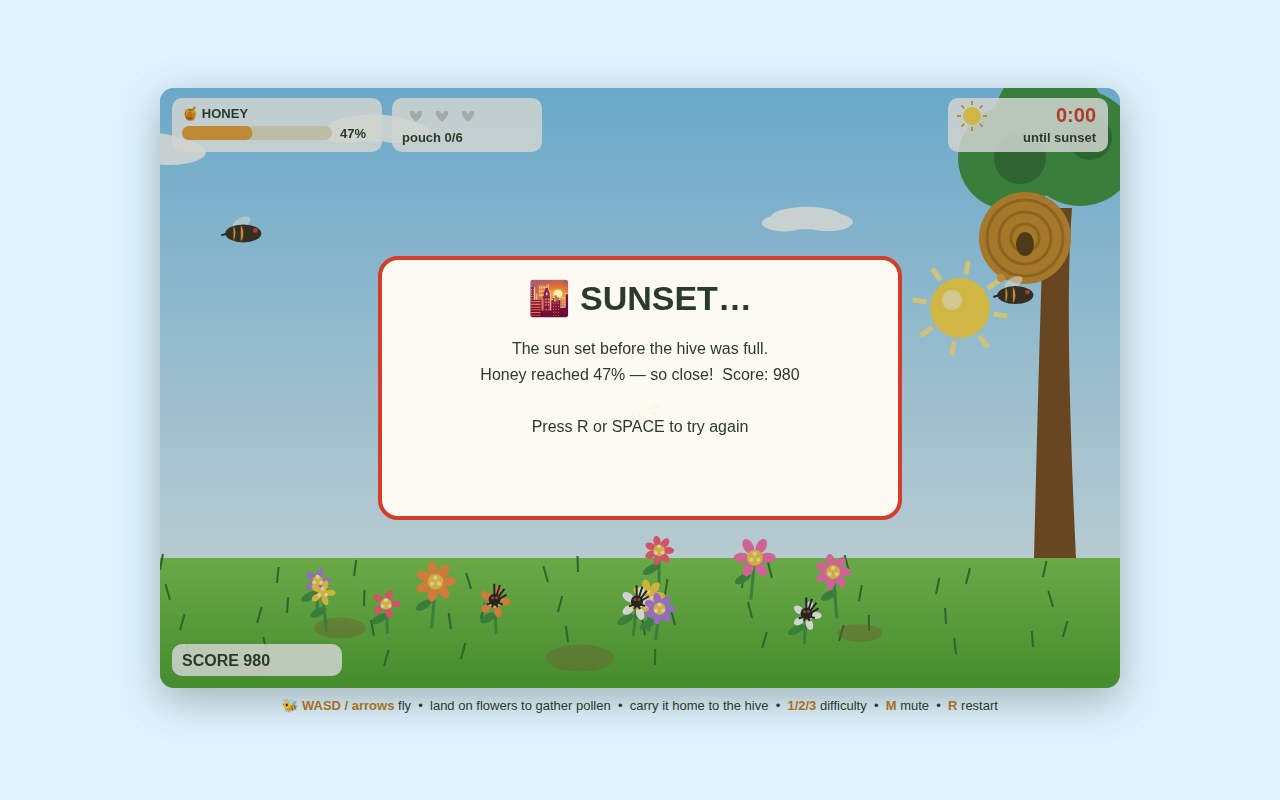 HONEY
47%
pouch 0/6
0:00
until sunset
SUNSET…
The sun set before the hive was full.
Honey reached 47% — so close!  Score: 980
Press R or SPACE to try again
SCORE 980
WASD / arrows fly • land on flowers to gather pollen • carry it home to the hive • 1/2/3 difficulty • M mute • R restart